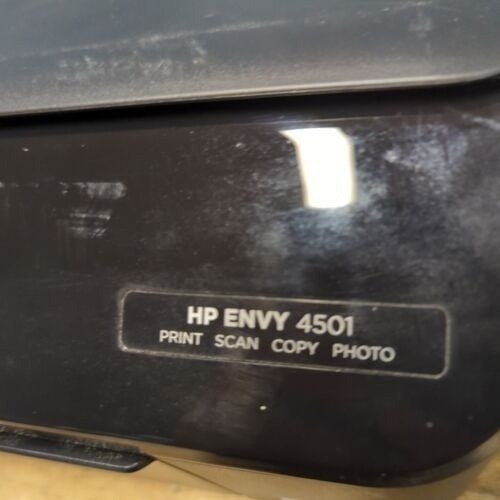 HP ENVY 4501
PRINT SCAN COPY PHOTO